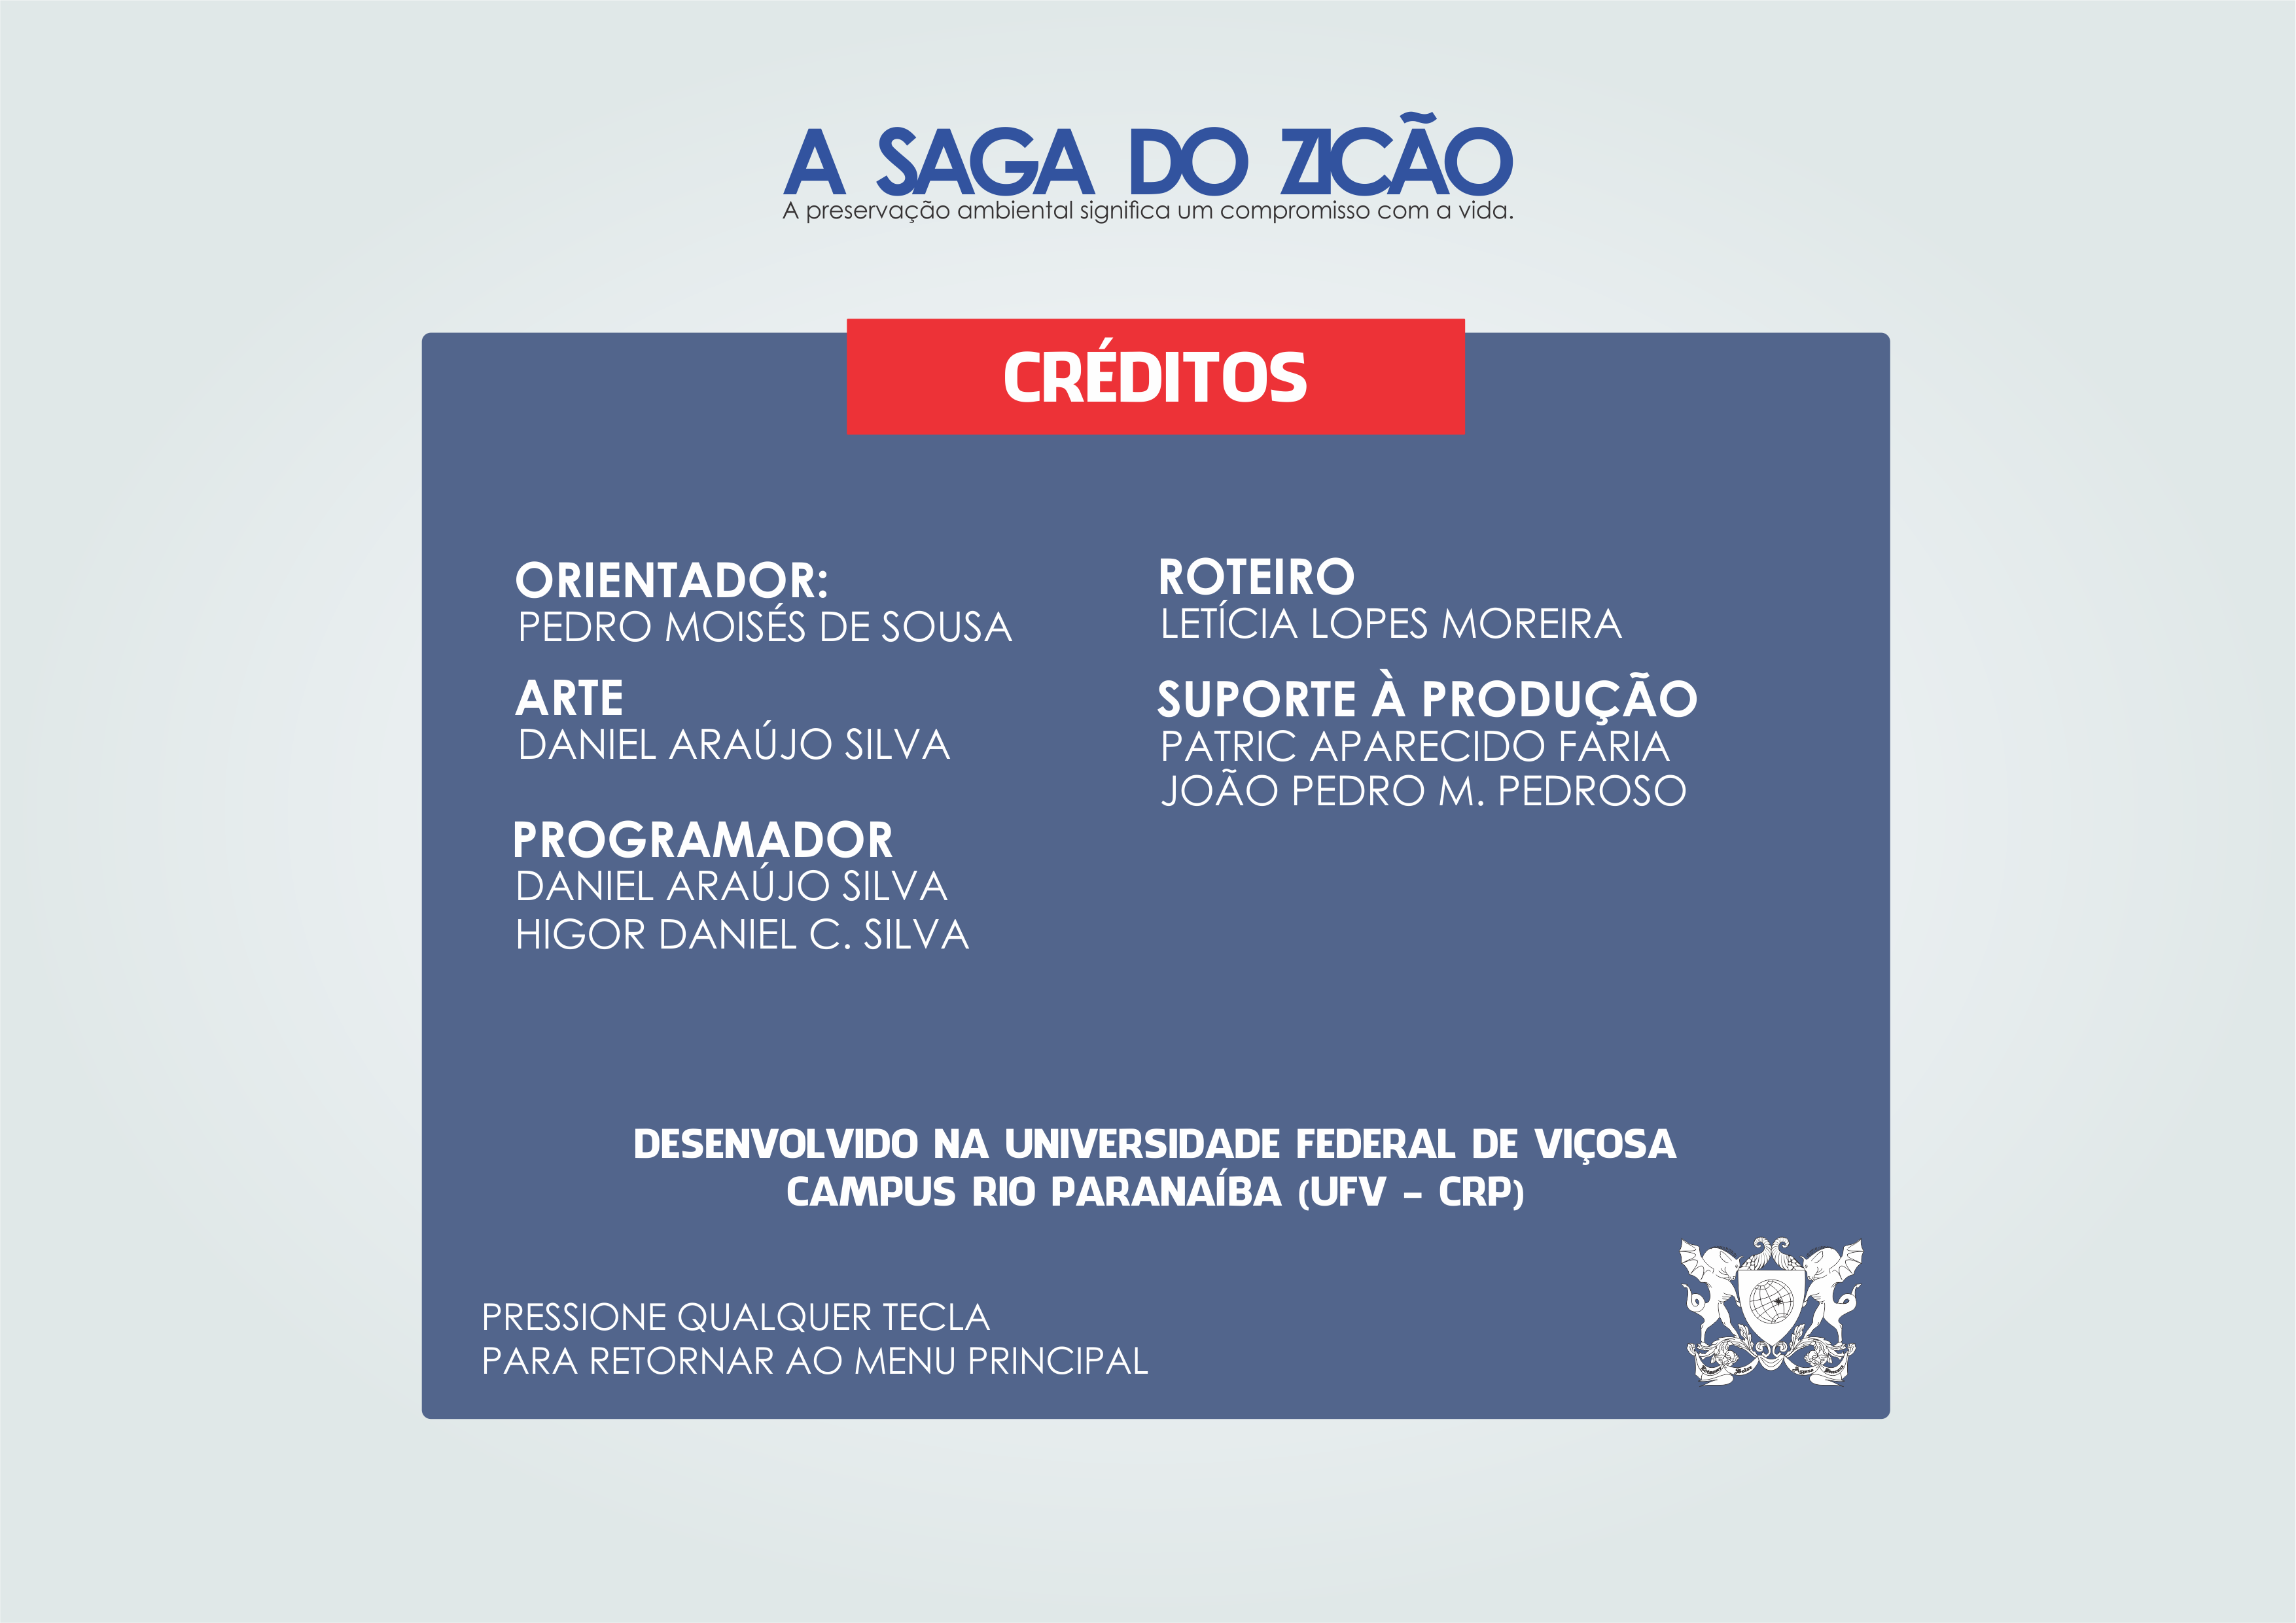 A SAGA DO ZICÃO
A preservação ambiental significa um compromisso com a vida.
CRÉDITOS
ORIENTADOR:
PEDRO MOISÉS DE SOUSA
ARTE
DANIEL ARAÚJO SILVA
PROGRAMADOR
DANIEL ARAÚJO SILVA
HIGOR DANIEL C. SILVA
ROTEIRO
LETÍCIA LOPES MOREIRA
SUPORTE À PRODUÇÃO
PATRIC APARECIDO FARIA
JOÃO PEDRO M. PEDROSO
DESENVOLVIDO NA UNIVERSIDADE FEDERAL DE VIÇOSA
CAMPUS RIO PARANAÍBA (UFV - CRP)
PRESSIONE QUALQUER TECLA
PARA RETORNAR AO MENU PRINCIPAL